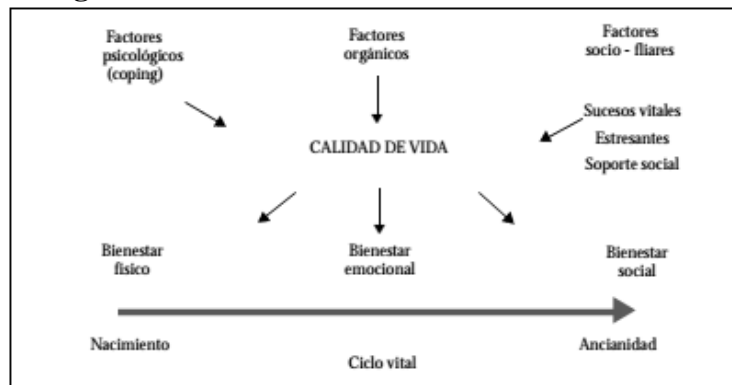 Factores
psicológicos
(coping)
Factores
orgánicos
Factores
socio - fliares
Sucesos vitales
Estresantes
Soporte social
CALIDAD DE VIDA
Bienestar
físico
Bienestar
emocional
Bienestar
social
Nacimiento
Ciclo vital
Ancianidad